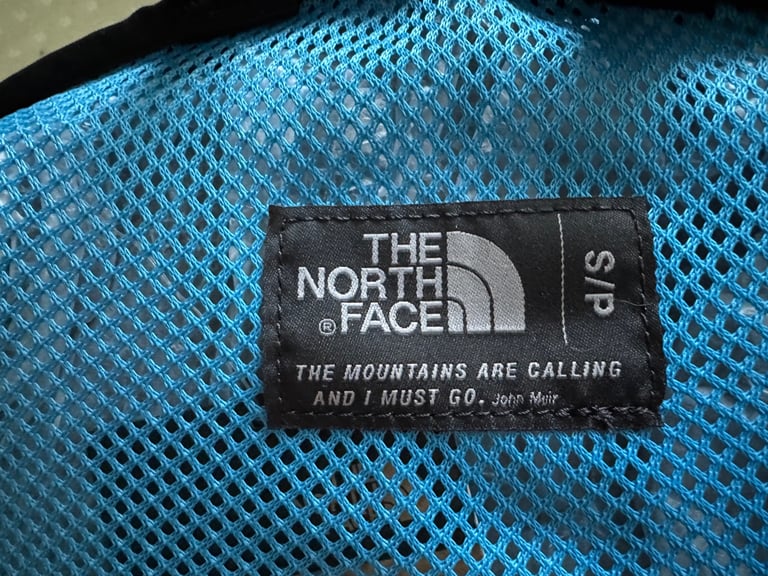 THE
NORTH
® FACE
S/P
THE MOUNTAINS ARE CALLING
AND I MUST GO. John Muir